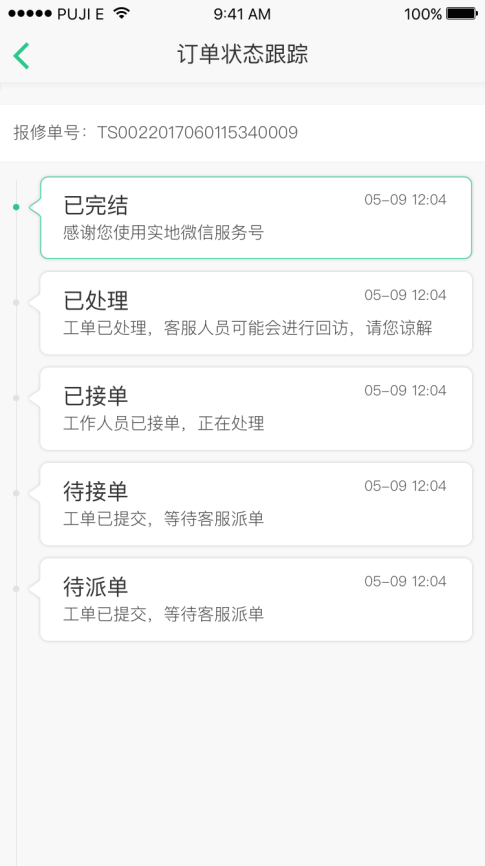 PUJI E 9:41 AM 100%
订单状态跟踪
报修单号：TS0022017060115340009
已完结 05-09 12:04
感谢您使用实地微信服务号
已处理 05-09 12:04
工单已处理，客服人员可能会进行回访，请您谅解
已接单 05-09 12:04
工作人员已接单，正在处理
待接单 05-09 12:04
工单已提交，等待客服派单
待派单 05-09 12:04
工单已提交，等待客服派单